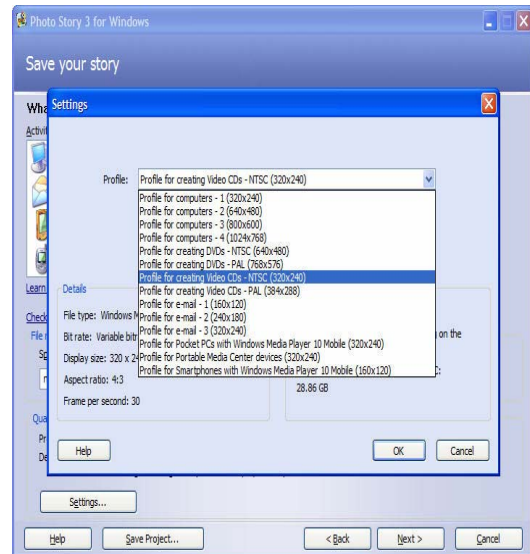 Photo Story 3 for Windows
Save your story
Settings
Profile: Profile for creating Video CDs - NTSC (320x240)
Profile for computers - 1 (320x240)
Profile for computers - 2 (640x480)
Profile for computers - 3 (800x600)
Profile for computers - 4 (1024x768)
Profile for creating DVDs - NTSC (640x480)
Profile for creating DVDs - PAL (768x576)
Profile for creating Video CDs - NTSC (320x240)
Profile for creating Video CDs - PAL (384x288)
Profile for e-mail - 1 (160x120)
Profile for e-mail - 2 (240x180)
Profile for e-mail - 3 (320x240)
Profile for Pocket PCs with Windows Media Player 10 Mobile (320x240)
Profile for Portable Media Center devices (320x240)
Profile for Smartphones with Windows Media Player 10 Mobile (160x120)
Details
File type: Windows M
Bit rate: Variable bitr
on the
Display size: 320 x 24
Aspect ratio: 4:3
28.86 GB
Frame per second: 30
Help OK Cancel
Settings...
Help Save Project... < Back Next > Cancel